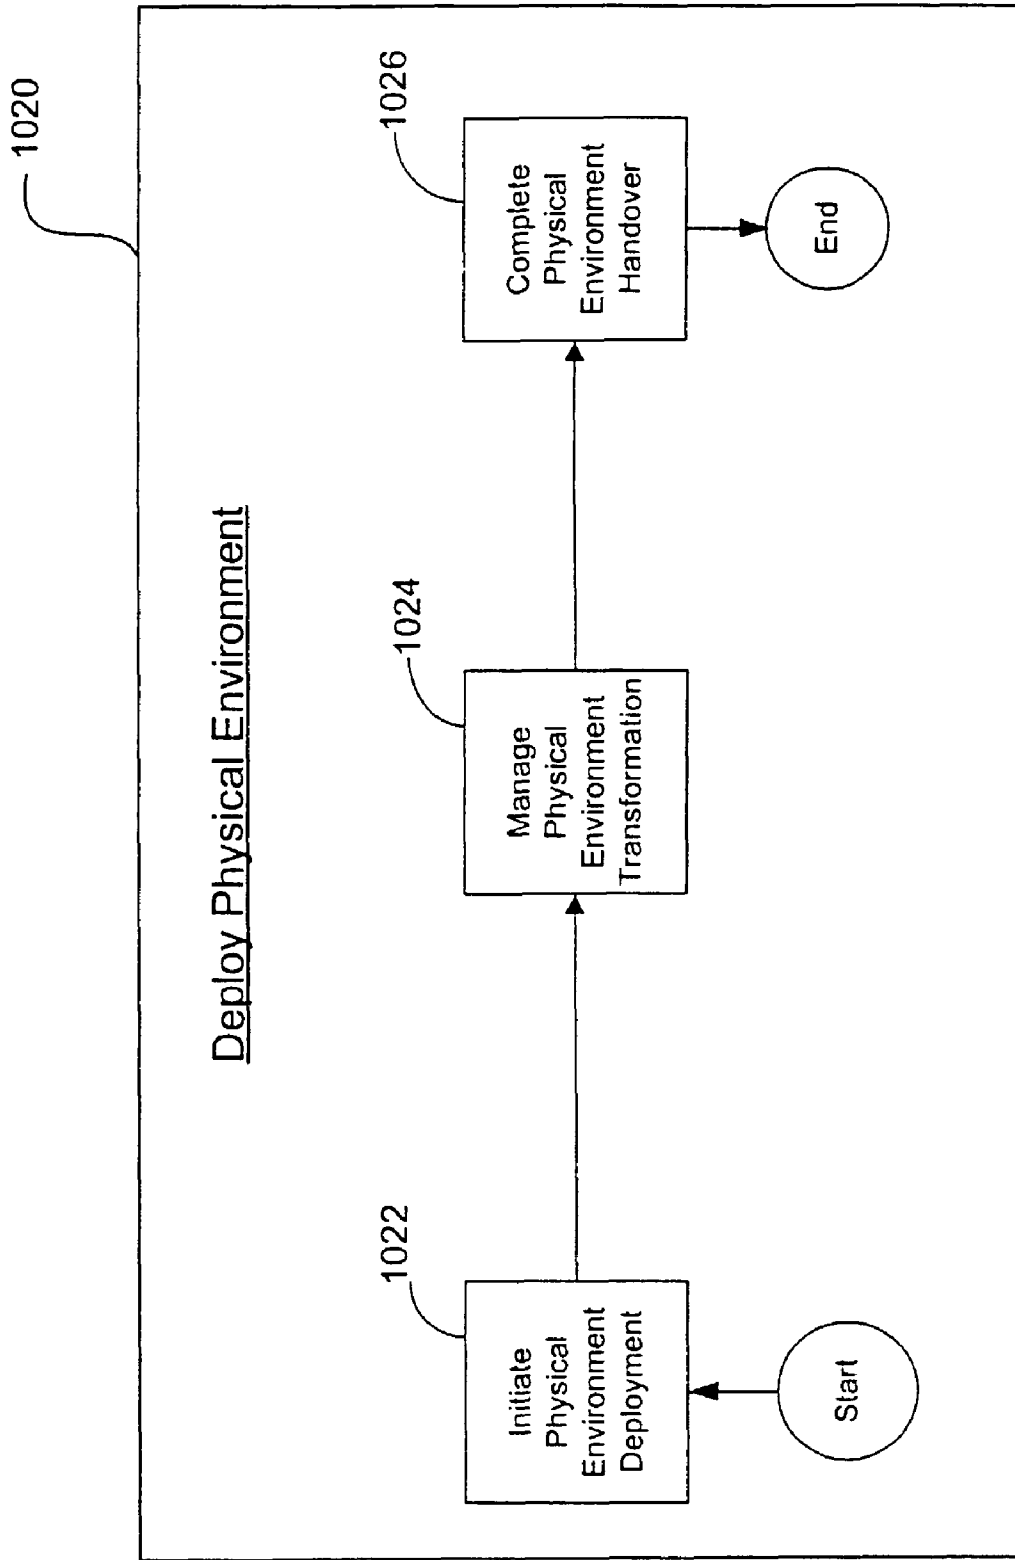 1020
Deploy Physical Environment
1022
Initiate
Physical
Environment
Deployment
1024
Manage
Physical
Environment
Transformation
1026
Complete
Physical
Environment
Handover
Start
End